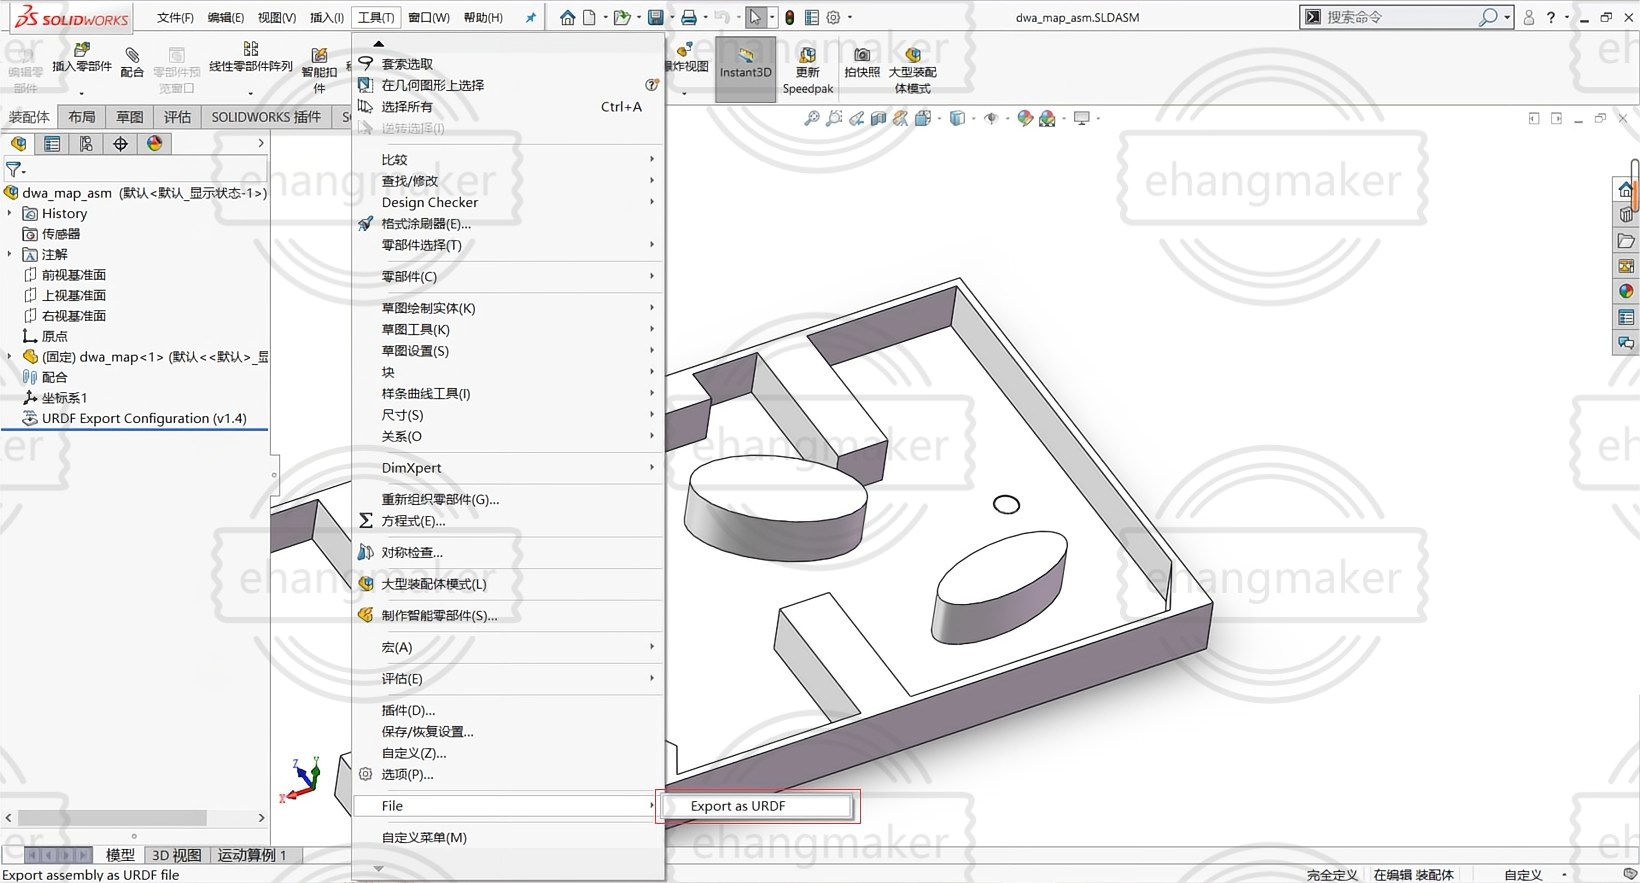 SOLIDWORKS 文件(F) 编辑(E) 视图(V) 插入(I) 工具(T) 窗口(W) 帮助(H) dwa_map_asm.SLDASM 搜索命令
编辑零部件 插入零部件 配合 零部件预览窗口 线性零部件阵列 智能扣件 爆炸视图 Instant3D 更新 Speedpak 拍快照 大型装配体模式
装配体 布局 草图 评估 SOLIDWORKS 插件
dwa_map_asm (默认<默认_显示状态-1>)
History
传感器
注解
前视基准面
上视基准面
右视基准面
原点
(固定) dwa_map<1> (默认<<默认>_显
配合
坐标系1
URDF Export Configuration (v1.4)
套索选取
在几何图形上选择
选择所有 Ctrl+A
逆转选择(I)
比较
查找/修改
Design Checker
格式涂刷器(E)...
零部件选择(T)
零部件(C)
草图绘制实体(K)
草图工具(K)
草图设置(S)
块
样条曲线工具(I)
尺寸(S)
关系(O
DimXpert
重新组织零部件(G)...
方程式(E)...
对称检查...
大型装配体模式(L)
制作智能零部件(S)...
宏(A)
评估(E)
插件(D)...
保存/恢复设置...
自定义(Z)...
选项(P)...
File
Export as URDF
自定义菜单(M)
Z
Y
X
模型 3D 视图 运动算例 1
Export assembly as URDF file 完全定义 在编辑 装配体 自定义
ehangmaker
ehangmaker
ehangmaker
ehangmaker
ehangmaker
ehangmaker
ehangmaker